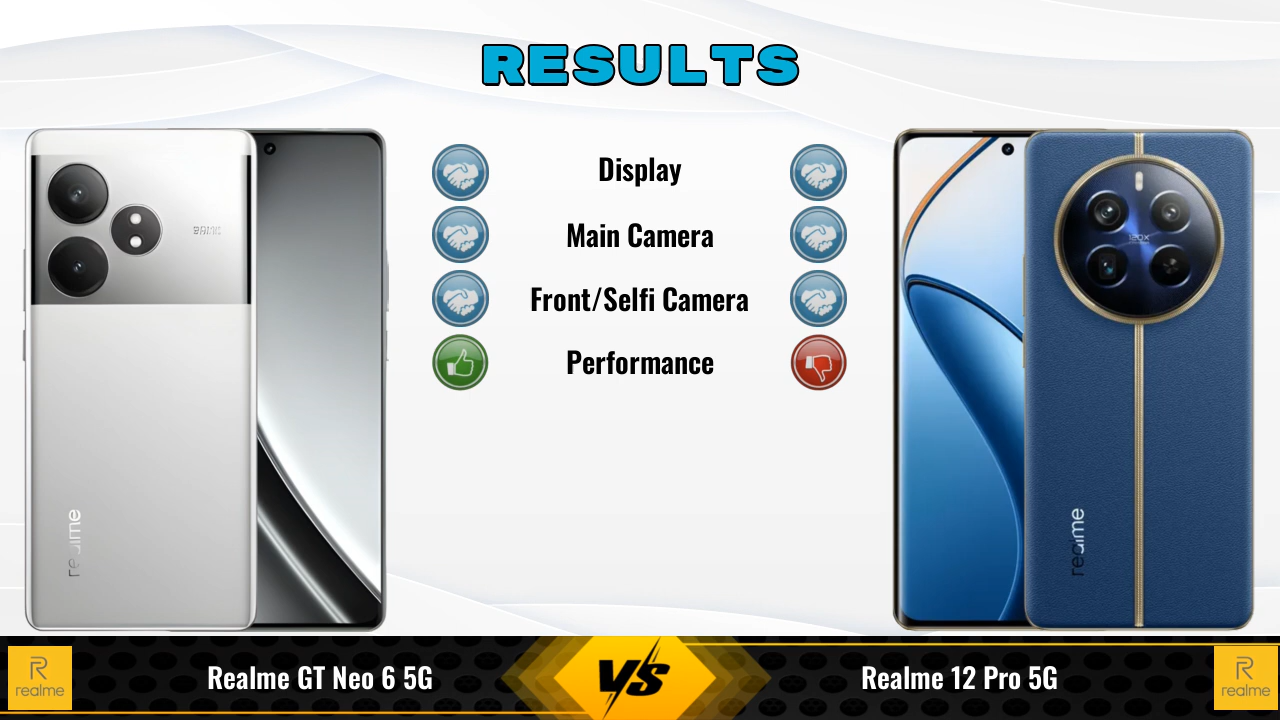 RESULTS
Display
Main Camera
Front/Selfi Camera
Performance
120X
realme
realme
R
realme
Realme GT Neo 6 5G
VS
Realme 12 Pro 5G
R
realme